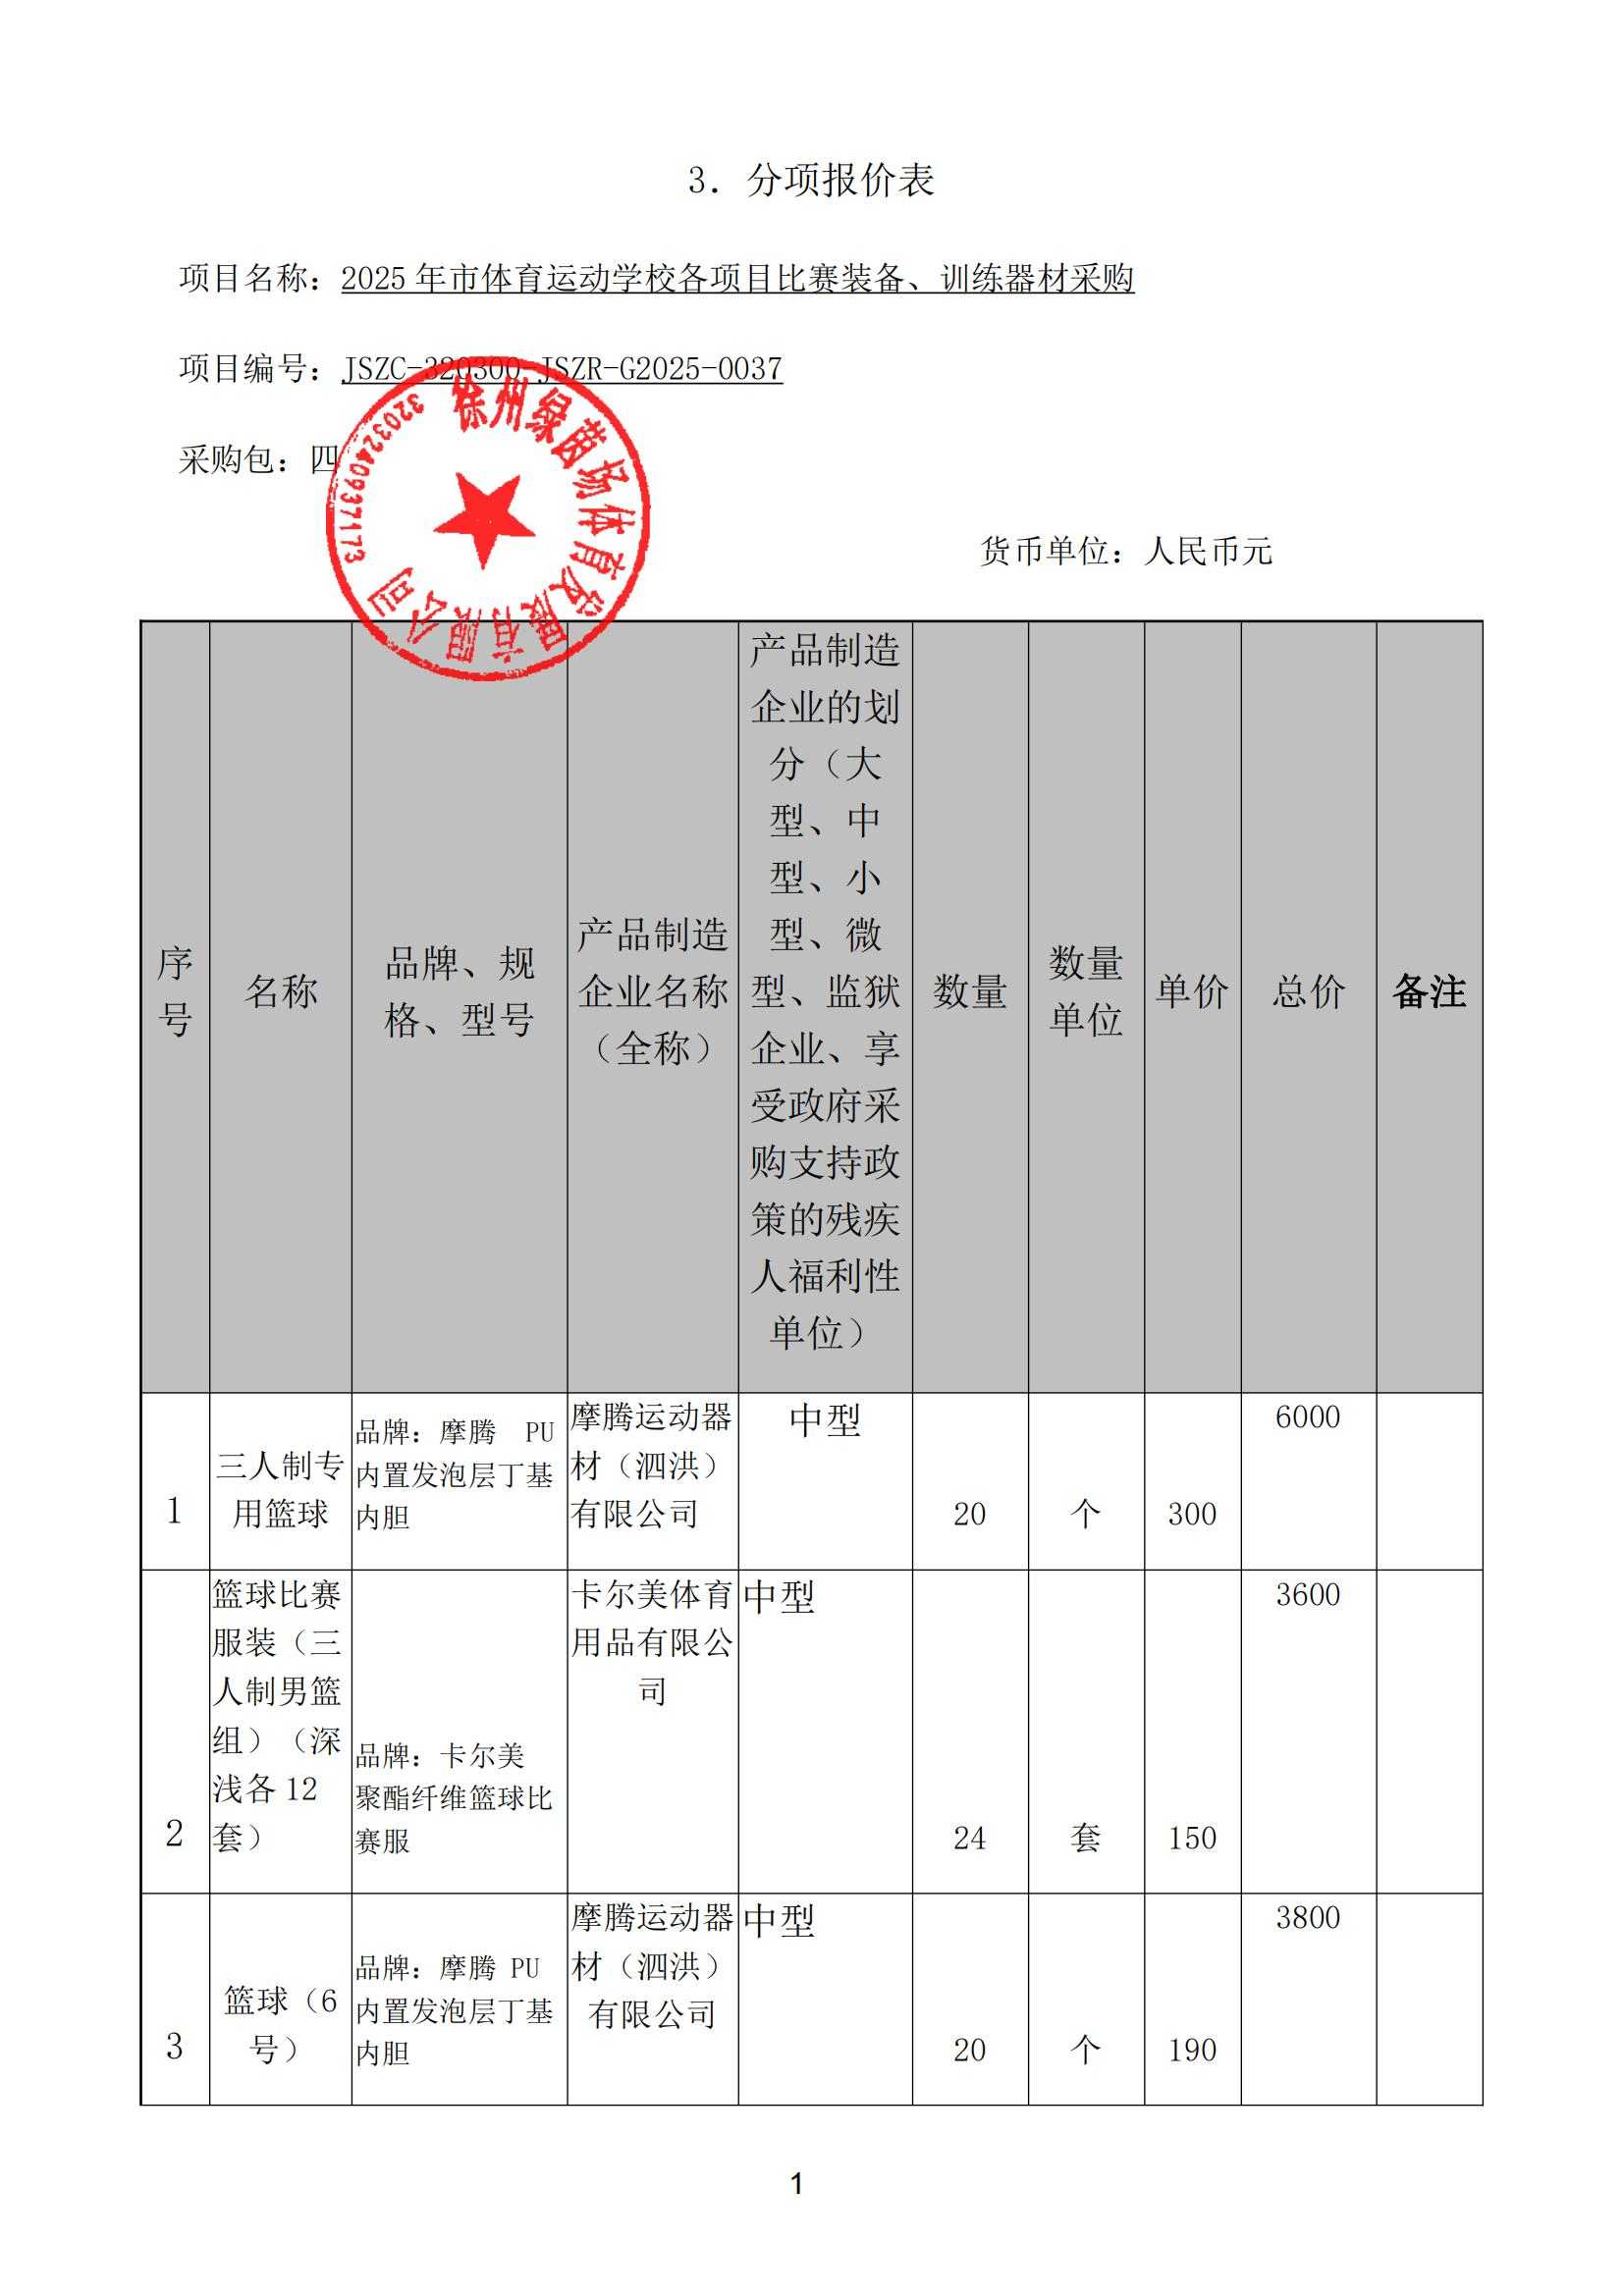 3. 分项报价表
项目名称：2025 年市体育运动学校各项目比赛装备、训练器材采购
项目编号：JSZC-320300-JSZR-G2025-0037
采购包：四
徐州绿茵场体育发展有限公司
3203240937173
货币单位：人民币元
序
号
名称
品牌、规
格、型号
产品制造
企业名称
（全称）
产品制造
企业的划
分（大
型、中
型、小
型、微
型、监狱
企业、享
受政府采
购支持政
策的残疾
人福利性
单位）
数量
数量
单位
单价
总价
备注
1
三人制专
用篮球
品牌：摩腾 PU
内置发泡层丁基
内胆
摩腾运动器
材（泗洪）
有限公司
中型
20
个
300
6000
2
篮球比赛
服装（三
人制男篮
组）（深
浅各 12
套）
品牌：卡尔美
聚酯纤维篮球比
赛服
卡尔美体育
用品有限公
司
中型
24
套
150
3600
3
篮球（6
号）
品牌：摩腾 PU
内置发泡层丁基
内胆
摩腾运动器
材（泗洪）
有限公司
中型
20
个
190
3800
1